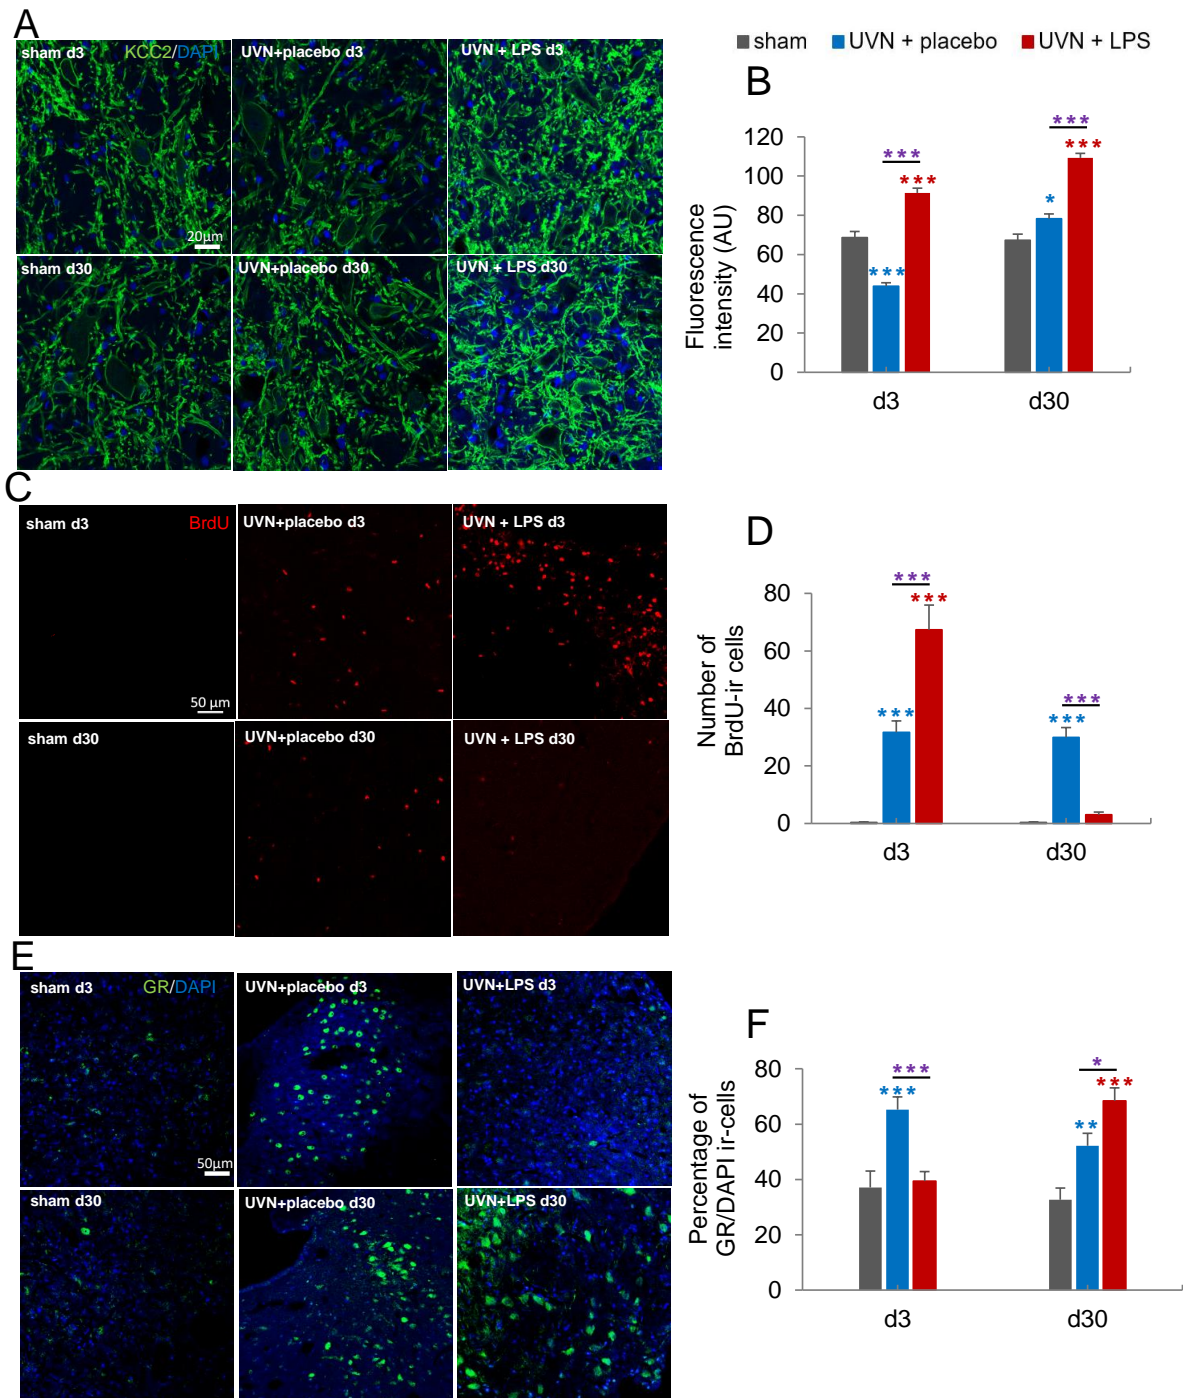 A
sham d3 KCC2/DAPI
UVN+placebo d3
UVN + LPS d3
20µm
sham d30
UVN+placebo d30
UVN + LPS d30
sham UVN + placebo UVN + LPS
B
Fluorescence
intensity (AU)
120
100
80
60
40
20
0
***
***
***
***
***
*
d3
d30
C
sham d3 BrdU
UVN+placebo d3
UVN + LPS d3
50 µm
sham d30
UVN+placebo d30
UVN + LPS d30
D
Number of
BrdU-ir cells
80
60
40
20
0
***
***
***
***
***
d3
d30
E
sham d3 GR/DAPI
UVN+placebo d3
UVN+LPS d3
50µm
sham d30
UVN+placebo d30
UVN+LPS d30
F
Percentage of
GR/DAPI ir-cells
80
60
40
20
0
***
***
*
***
**
d3
d30